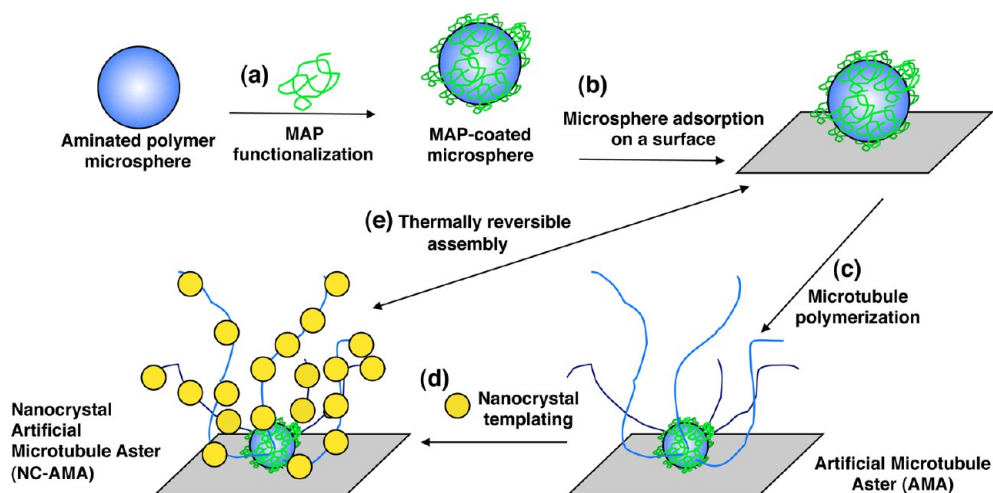 Aminated polymer
microsphere
(a)
MAP
functionalization
MAP-coated
microsphere
(b)
Microsphere adsorption
on a surface
(c)
Microtubule
polymerization
(e)
Thermally reversible
assembly
(d)
Nanocrystal
templating
Nanocrystal
Artificial
Microtubule Aster
(NC-AMA)
Artificial Microtubule
Aster (AMA)